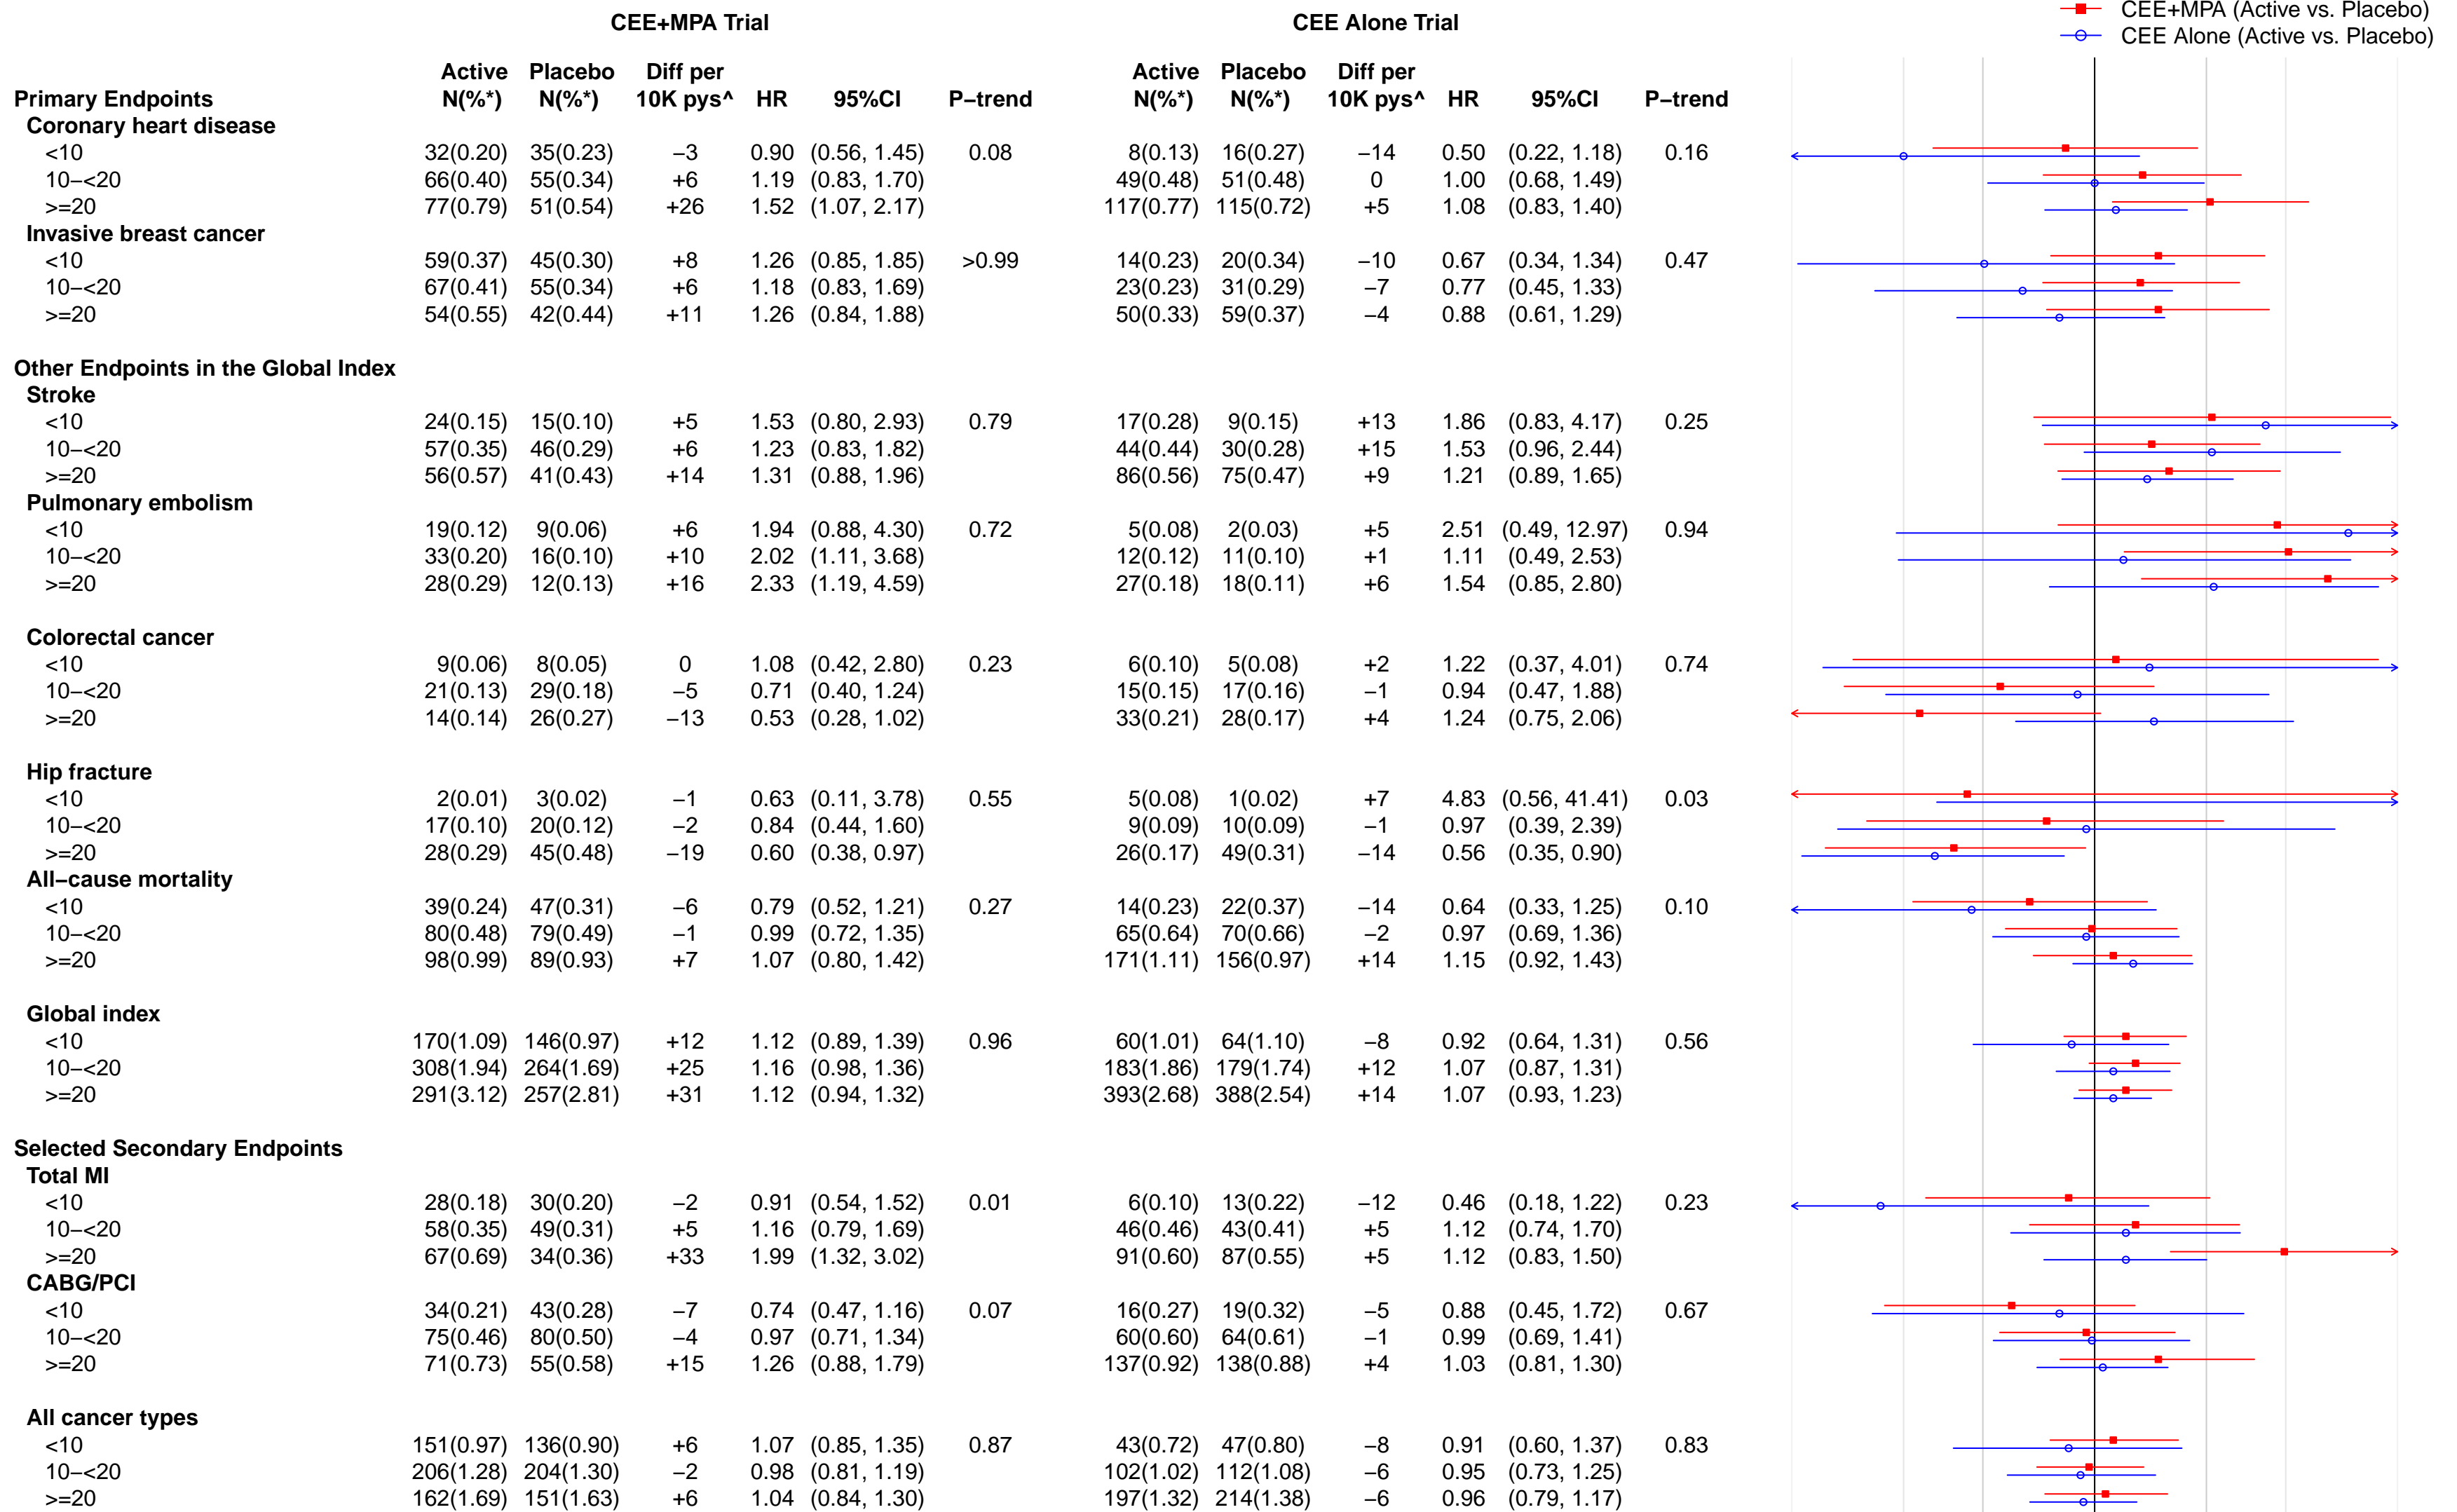 CEE+MPA (Active vs. Placebo)
CEE+MPA Trial CEE Alone Trial
CEE Alone (Active vs. Placebo)
Active Placebo Diff per Active Placebo Diff per
Primary Endpoints N(%*) N(%*) 10K pys^ HR 95%CI P−trend N(%*) N(%*) 10K pys^ HR 95%CI P−trend
Coronary heart disease
<10 32(0.20) 35(0.23) −3 0.90 (0.56, 1.45) 0.08 8(0.13) 16(0.27) −14 0.50 (0.22, 1.18) 0.16
10−<20 66(0.40) 55(0.34) +6 1.19 (0.83, 1.70) 49(0.48) 51(0.48) 0 1.00 (0.68, 1.49)
>=20 77(0.79) 51(0.54) +26 1.52 (1.07, 2.17) 117(0.77) 115(0.72) +5 1.08 (0.83, 1.40)
Invasive breast cancer
<10 59(0.37) 45(0.30) +8 1.26 (0.85, 1.85) >0.99 14(0.23) 20(0.34) −10 0.67 (0.34, 1.34) 0.47
10−<20 67(0.41) 55(0.34) +6 1.18 (0.83, 1.69) 23(0.23) 31(0.29) −7 0.77 (0.45, 1.33)
>=20 54(0.55) 42(0.44) +11 1.26 (0.84, 1.88) 50(0.33) 59(0.37) −4 0.88 (0.61, 1.29)
Other Endpoints in the Global Index
Stroke
<10 24(0.15) 15(0.10) +5 1.53 (0.80, 2.93) 0.79 17(0.28) 9(0.15) +13 1.86 (0.83, 4.17) 0.25
10−<20 57(0.35) 46(0.29) +6 1.23 (0.83, 1.82) 44(0.44) 30(0.28) +15 1.53 (0.96, 2.44)
>=20 56(0.57) 41(0.43) +14 1.31 (0.88, 1.96) 86(0.56) 75(0.47) +9 1.21 (0.89, 1.65)
Pulmonary embolism
<10 19(0.12) 9(0.06) +6 1.94 (0.88, 4.30) 0.72 5(0.08) 2(0.03) +5 2.51 (0.49, 12.97) 0.94
10−<20 33(0.20) 16(0.10) +10 2.02 (1.11, 3.68) 12(0.12) 11(0.10) +1 1.11 (0.49, 2.53)
>=20 28(0.29) 12(0.13) +16 2.33 (1.19, 4.59) 27(0.18) 18(0.11) +6 1.54 (0.85, 2.80)
Colorectal cancer
<10 9(0.06) 8(0.05) 0 1.08 (0.42, 2.80) 0.23 6(0.10) 5(0.08) +2 1.22 (0.37, 4.01) 0.74
10−<20 21(0.13) 29(0.18) −5 0.71 (0.40, 1.24) 15(0.15) 17(0.16) −1 0.94 (0.47, 1.88)
>=20 14(0.14) 26(0.27) −13 0.53 (0.28, 1.02) 33(0.21) 28(0.17) +4 1.24 (0.75, 2.06)
Hip fracture
<10 2(0.01) 3(0.02) −1 0.63 (0.11, 3.78) 0.55 5(0.08) 1(0.02) +7 4.83 (0.56, 41.41) 0.03
10−<20 17(0.10) 20(0.12) −2 0.84 (0.44, 1.60) 9(0.09) 10(0.09) −1 0.97 (0.39, 2.39)
>=20 28(0.29) 45(0.48) −19 0.60 (0.38, 0.97) 26(0.17) 49(0.31) −14 0.56 (0.35, 0.90)
All−cause mortality
<10 39(0.24) 47(0.31) −6 0.79 (0.52, 1.21) 0.27 14(0.23) 22(0.37) −14 0.64 (0.33, 1.25) 0.10
10−<20 80(0.48) 79(0.49) −1 0.99 (0.72, 1.35) 65(0.64) 70(0.66) −2 0.97 (0.69, 1.36)
>=20 98(0.99) 89(0.93) +7 1.07 (0.80, 1.42) 171(1.11) 156(0.97) +14 1.15 (0.92, 1.43)
Global index
<10 170(1.09) 146(0.97) +12 1.12 (0.89, 1.39) 0.96 60(1.01) 64(1.10) −8 0.92 (0.64, 1.31) 0.56
10−<20 308(1.94) 264(1.69) +25 1.16 (0.98, 1.36) 183(1.86) 179(1.74) +12 1.07 (0.87, 1.31)
>=20 291(3.12) 257(2.81) +31 1.12 (0.94, 1.32) 393(2.68) 388(2.54) +14 1.07 (0.93, 1.23)
Selected Secondary Endpoints
Total MI
<10 28(0.18) 30(0.20) −2 0.91 (0.54, 1.52) 0.01 6(0.10) 13(0.22) −12 0.46 (0.18, 1.22) 0.23
10−<20 58(0.35) 49(0.31) +5 1.16 (0.79, 1.69) 46(0.46) 43(0.41) +5 1.12 (0.74, 1.70)
>=20 67(0.69) 34(0.36) +33 1.99 (1.32, 3.02) 91(0.60) 87(0.55) +5 1.12 (0.83, 1.50)
CABG/PCI
<10 34(0.21) 43(0.28) −7 0.74 (0.47, 1.16) 0.07 16(0.27) 19(0.32) −5 0.88 (0.45, 1.72) 0.67
10−<20 75(0.46) 80(0.50) −4 0.97 (0.71, 1.34) 60(0.60) 64(0.61) −1 0.99 (0.69, 1.41)
>=20 71(0.73) 55(0.58) +15 1.26 (0.88, 1.79) 137(0.92) 138(0.88) +4 1.03 (0.81, 1.30)
All cancer types
<10 151(0.97) 136(0.90) +6 1.07 (0.85, 1.35) 0.87 43(0.72) 47(0.80) −8 0.91 (0.60, 1.37) 0.83
10−<20 206(1.28) 204(1.30) −2 0.98 (0.81, 1.19) 102(1.02) 112(1.08) −6 0.95 (0.73, 1.25)
>=20 162(1.69) 151(1.63) +6 1.04 (0.84, 1.30) 197(1.32) 214(1.38) −6 0.96 (0.79, 1.17)